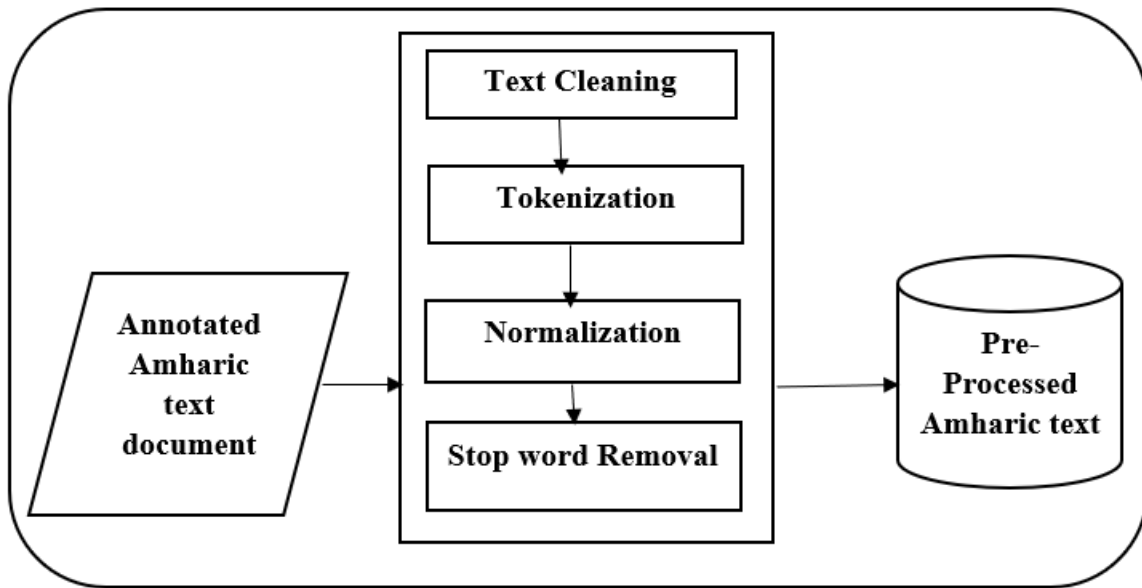 Text Cleaning
Tokenization
Normalization
Stop word Removal
Annotated
Amharic
text
document
Pre-
Processed
Amharic text